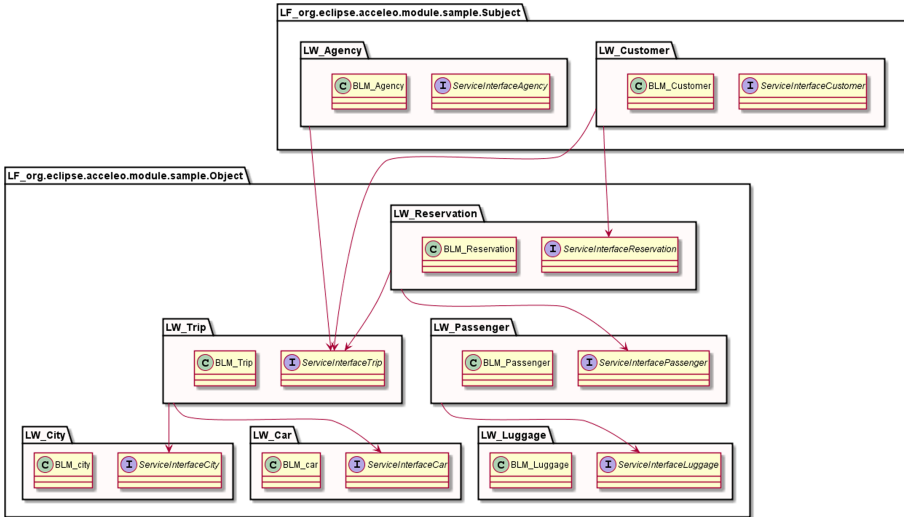 LF_org.eclipse.acceleo.module.sample.Subject
LW_Agency
C BLM_Agency
I ServiceInterfaceAgency
LW_Customer
C BLM_Customer
I ServiceInterfaceCustomer
LF_org.eclipse.acceleo.module.sample.Object
LW_Reservation
C BLM_Reservation
I ServiceInterfaceReservation
LW_Trip
C BLM_Trip
I ServiceInterfaceTrip
LW_Passenger
C BLM_Passenger
I ServiceInterfacePassenger
LW_City
C BLM_city
I ServiceInterfaceCity
LW_Car
C BLM_car
I ServiceInterfaceCar
LW_Luggage
C BLM_Luggage
I ServiceInterfaceLuggage